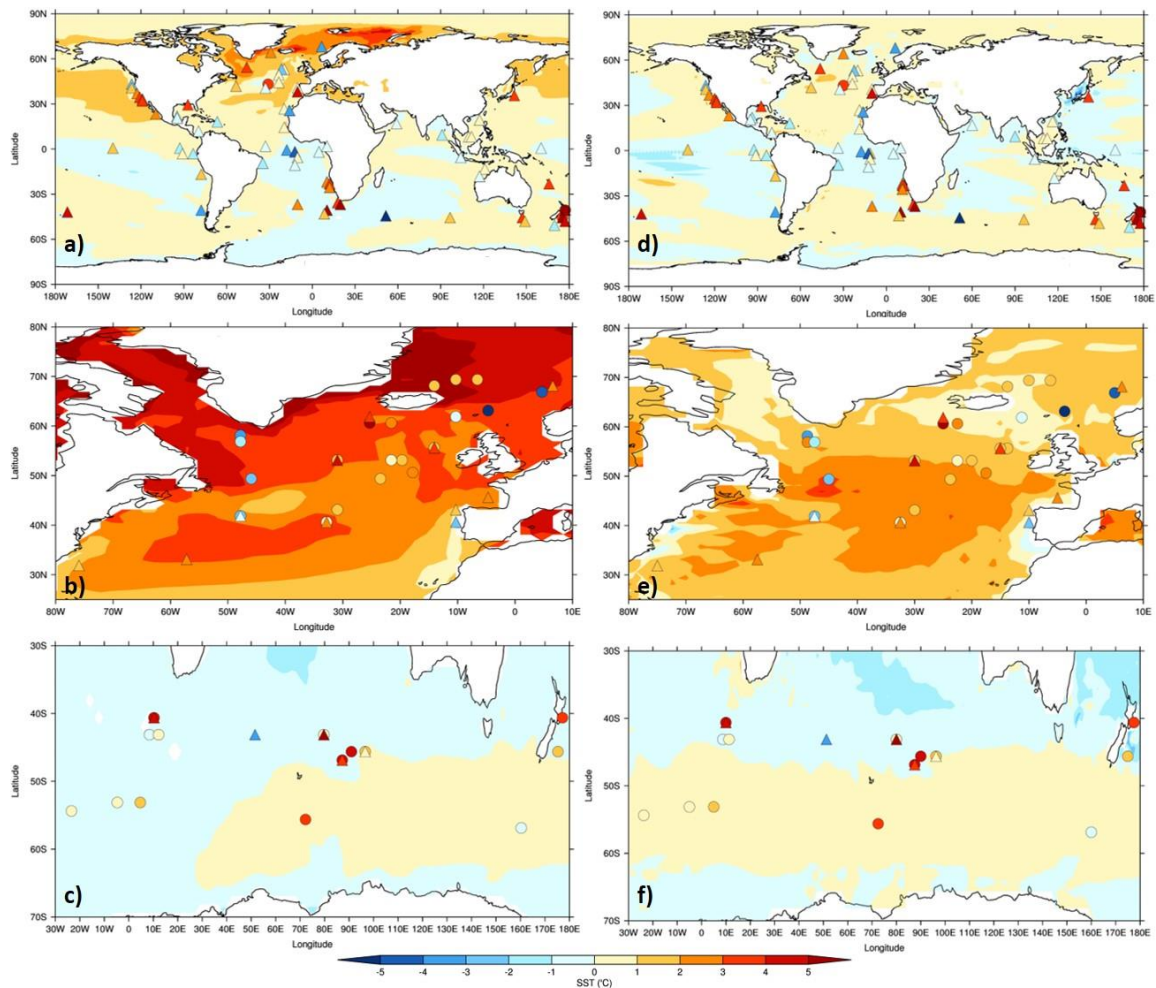 90N
60N
30N
0
30S
60S
90S
Latitude
a)
180W 150W 120W 90W 60W 30W 0 30E 60E 90E 120E 150E 180E
Longitude
90N
60N
30N
0
30S
60S
90S
Latitude
d)
180W 150W 120W 90W 60W 30W 0 30E 60E 90E 120E 150E 180E
Longitude
80N
70N
60N
50N
40N
30N
Latitude
b)
80W 70W 60W 50W 40W 30W 20W 10W 0 10E
Longitude
80N
70N
60N
50N
40N
30N
Latitude
e)
80W 70W 60W 50W 40W 30W 20W 10W 0 10E
Longitude
30S
40S
50S
60S
70S
Latitude
c)
30W 20W 10W 0 10E 20E 30E 40E 50E 60E 70E 80E 90E 100E 110E 120E 130E 140E 150E 160E 170E 180E
Longitude
30S
40S
50S
60S
70S
Latitude
f)
30W 20W 10W 0 10E 20E 30E 40E 50E 60E 70E 80E 90E 100E 110E 120E 130E 140E 150E 160E 170E 180E
Longitude
-5 -4 -3 -2 -1 0 1 2 3 4 5
SST (°C)